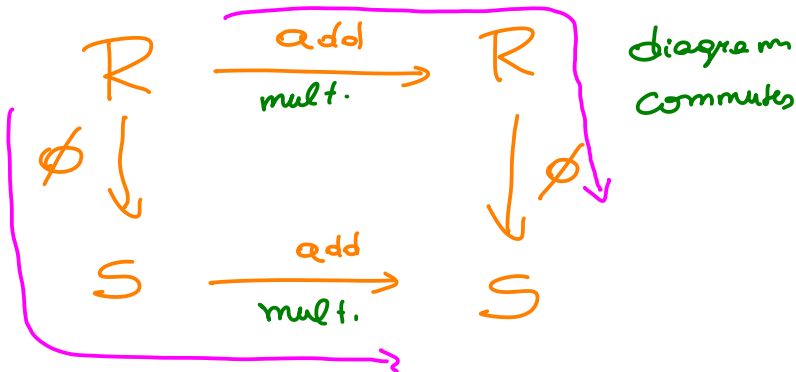 R add R diagram
mult. commutes
φ φ
S add S
mult.